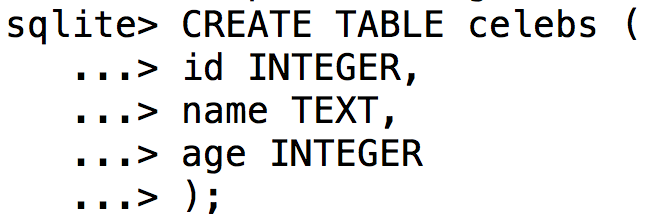 sqlite> CREATE TABLE celebs (
...> id INTEGER,
...> name TEXT,
...> age INTEGER
...> );